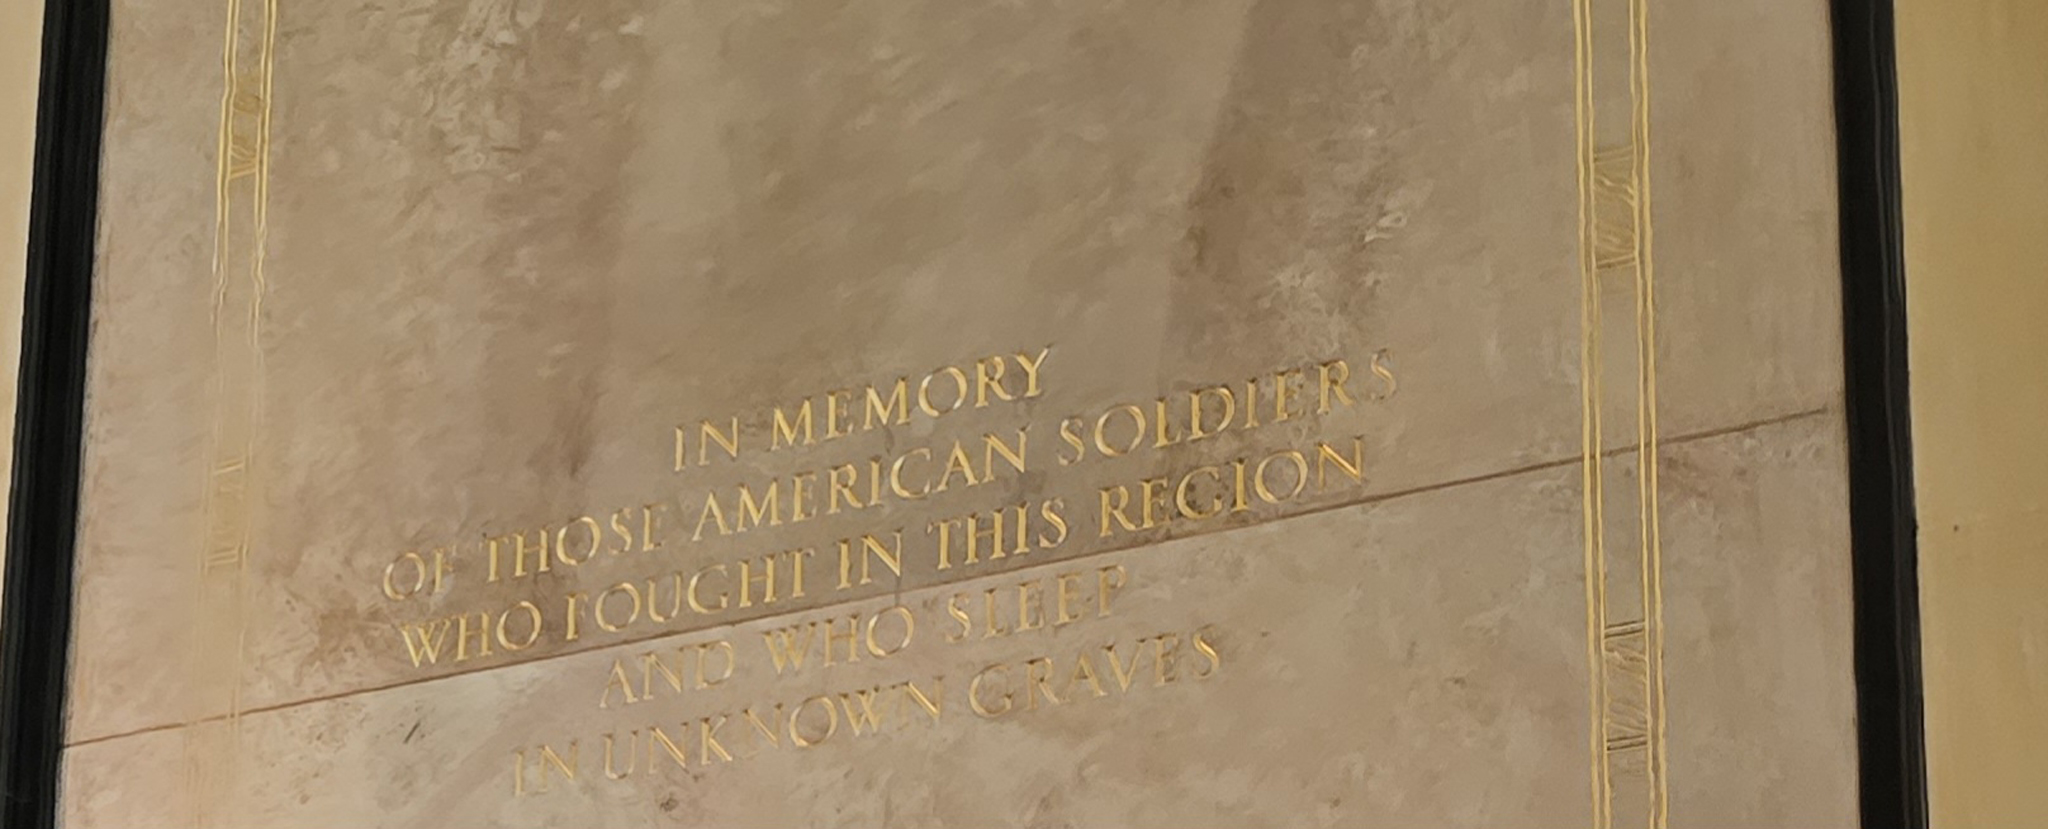 IN MEMORY
OF THOSE AMERICAN SOLDIERS
WHO FOUGHT IN THIS REGION
AND WHO SLEEP
IN UNKNOWN GRAVES